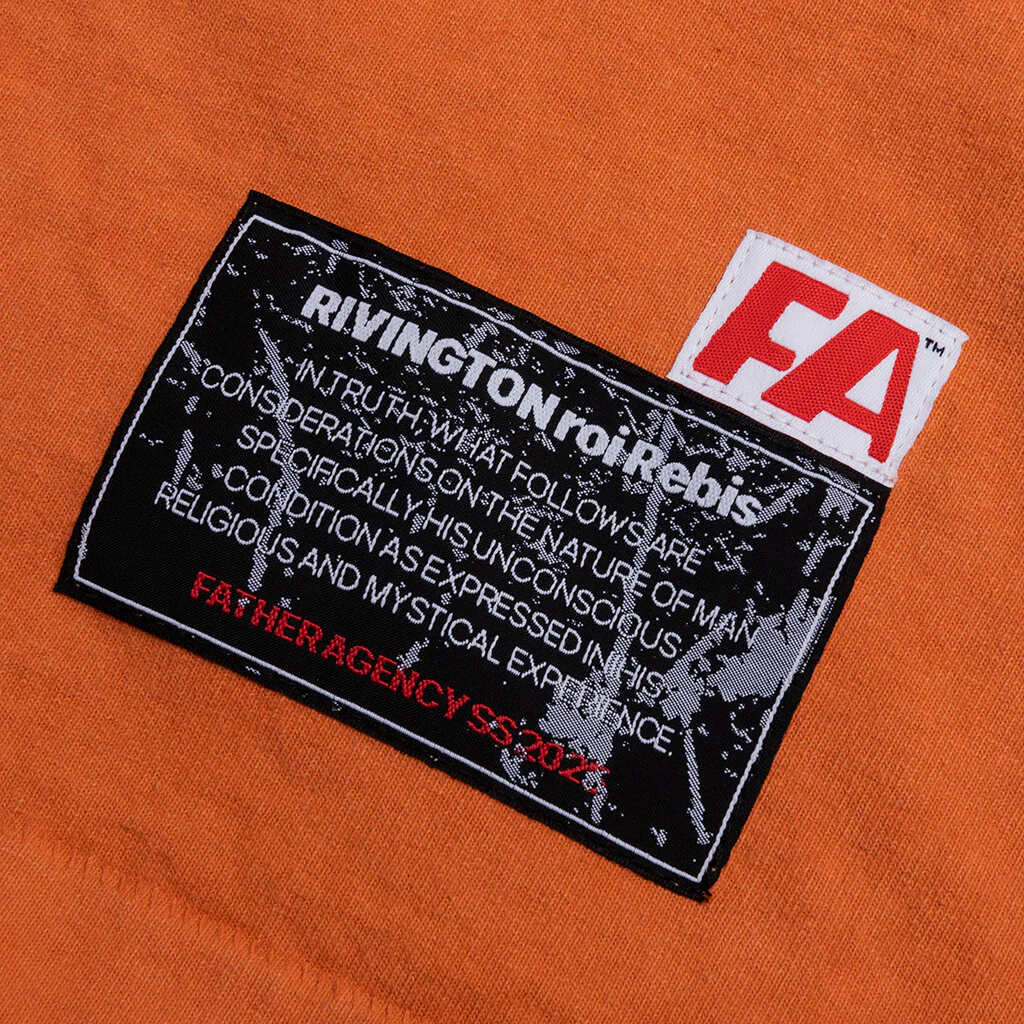 FA™
RIVINGTON roi Rebis
IN TRUTH, WHAT FOLLOWS ARE
CONSIDERATIONS ON THE NATURE OF MAN
SPECIFICALLY HIS UNCONSCIOUS
CONDITION AS EXPRESSED IN HIS
RELIGIOUS AND MYSTICAL EXPERIENCE.
FATHER AGENCY SS